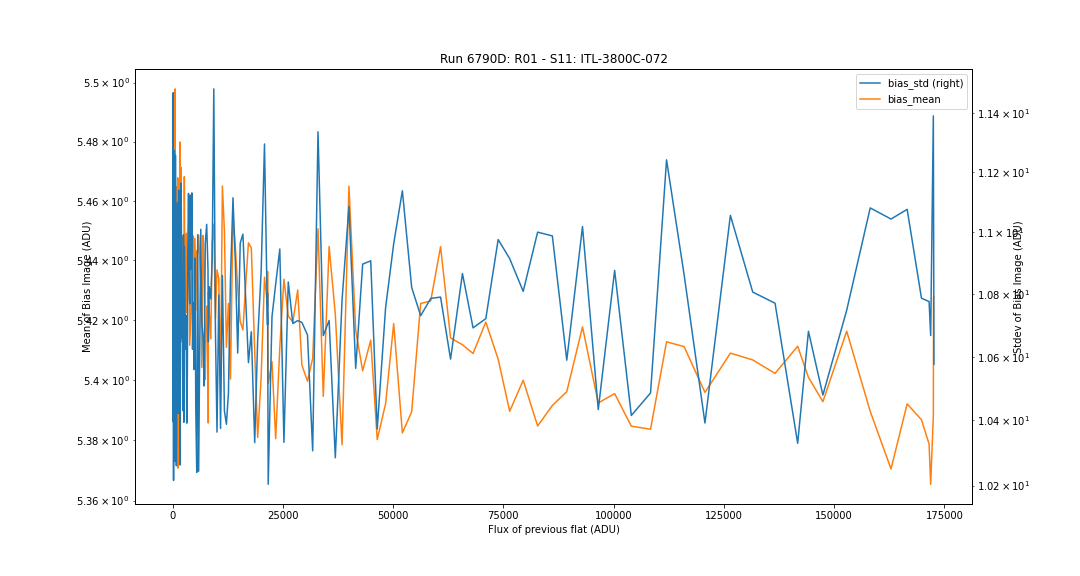 Run 6790D: R01 - S11: ITL-3800C-072
bias_std (right)
bias_mean
5.5 × 10⁰
5.48 × 10⁰
5.46 × 10⁰
5.44 × 10⁰
5.42 × 10⁰
5.4 × 10⁰
5.38 × 10⁰
5.36 × 10⁰
Mean of Bias Image (ADU)
1.14 × 10¹
1.12 × 10¹
1.1 × 10¹
1.08 × 10¹
1.06 × 10¹
1.04 × 10¹
1.02 × 10¹
Stdev of Bias Image (ADU)
0 25000 50000 75000 100000 125000 150000 175000
Flux of previous flat (ADU)